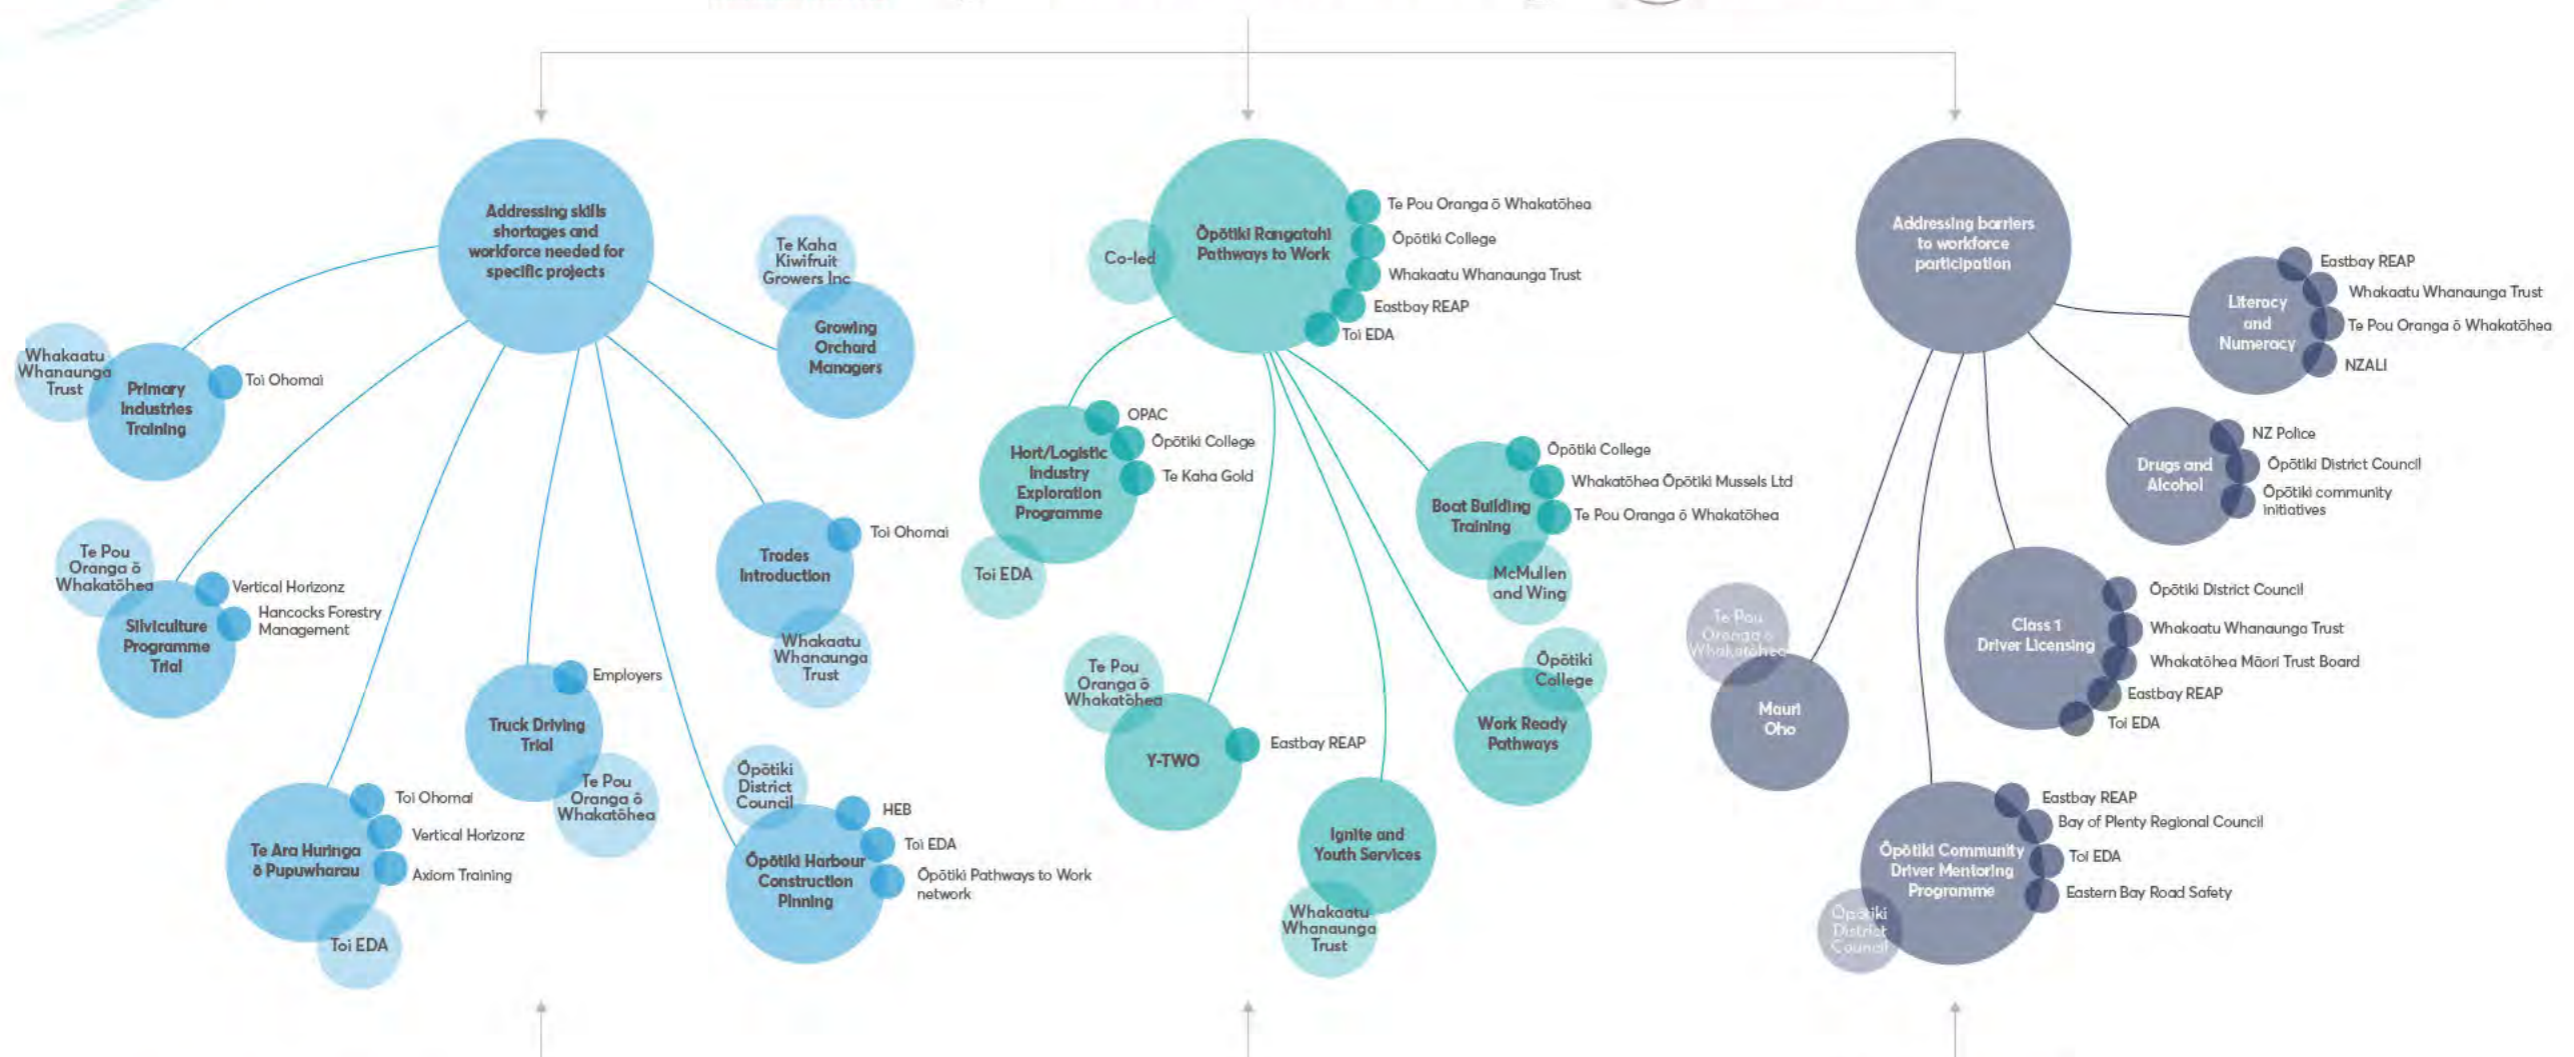 Addressing skills
shortages and
workforce needed for
specific projects
Te Kaha
Kiwifruit
Growers Inc
Growing
Orchard
Managers
Whakaatu
Whanaunga
Trust
Primary
Industries
Training
Toi Ohomai
Te Pou
Oranga ō
Whakatōhea
Silviculture
Programme
Trial
Vertical Horizonz
Hancocks Forestry
Management
Trades
Introduction
Toi Ohomai
Whakaatu
Whanaunga
Trust
Truck Driving
Trial
Employers
Te Pou
Oranga ō
Whakatōhea
Te Ara Huringa
ō Pupuwharau
Toi Ohomai
Vertical Horizonz
Axiom Training
Toi EDA
Ōpōtiki
District
Council
Ōpōtiki Harbour
Construction
Pinning
HEB
Toi EDA
Ōpōtiki Pathways to Work
network
Co-led
Ōpōtiki Rangatahi
Pathways to Work
Te Pou Oranga ō Whakatōhea
Ōpōtiki College
Whakaatu Whanaunga Trust
Eastbay REAP
Toi EDA
Hort/Logistic
Industry
Exploration
Programme
OPAC
Ōpōtiki College
Te Kaha Gold
Toi EDA
Boat Building
Training
Ōpōtiki College
Whakatōhea Ōpōtiki Mussels Ltd
Te Pou Oranga ō Whakatōhea
McMullen
and Wing
Te Pou
Oranga ō
Whakatōhea
Y-TWO
Eastbay REAP
Ōpōtiki
College
Work Ready
Pathways
Ignite and
Youth Services
Whakaatu
Whanaunga
Trust
Addressing barriers
to workforce
participation
Literacy
and
Numeracy
Eastbay REAP
Whakaatu Whanaunga Trust
Te Pou Oranga ō Whakatōhea
NZALI
Drugs and
Alcohol
NZ Police
Ōpōtiki District Council
Ōpōtiki community
initiatives
Class 1
Driver Licensing
Ōpōtiki District Council
Whakaatu Whanaunga Trust
Whakatōhea Māori Trust Board
Eastbay REAP
Toi EDA
Te Pou
Oranga ō
Whakatōhea
Mauri
Oho
Ōpōtiki Community
Driver Mentoring
Programme
Eastbay REAP
Bay of Plenty Regional Council
Toi EDA
Eastern Bay Road Safety
Ōpōtiki
District
Council